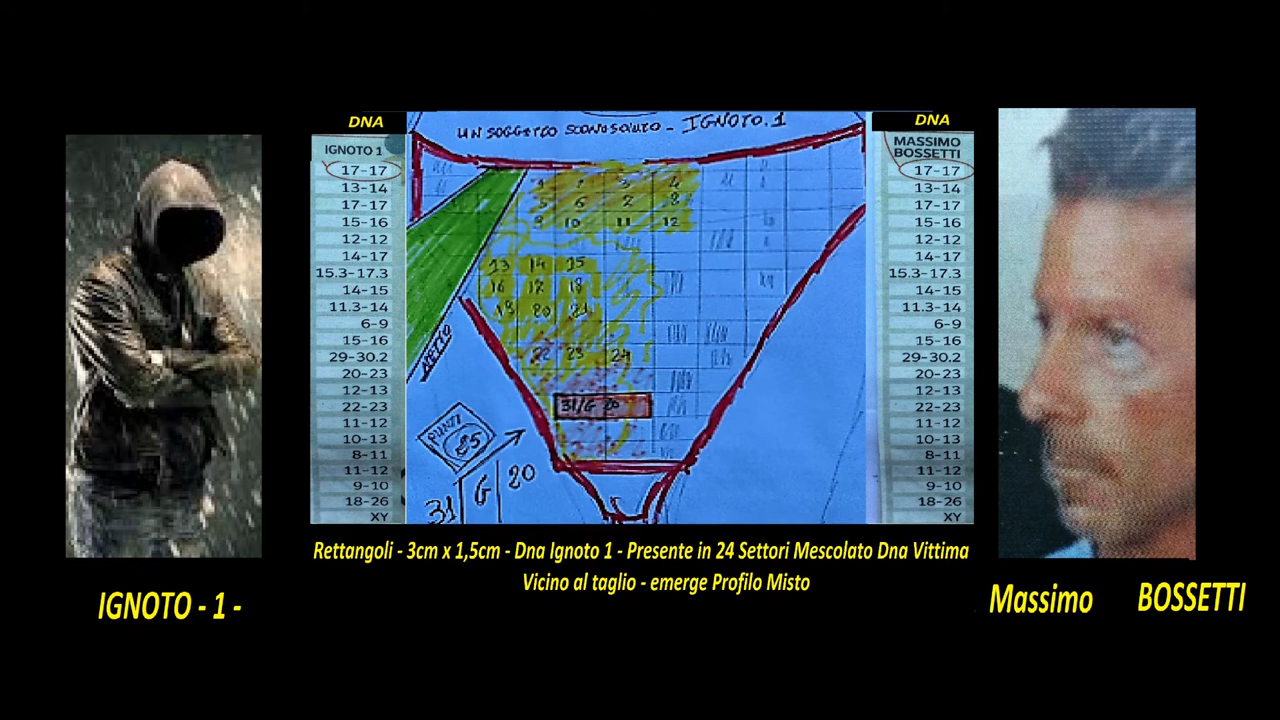 DNA
IGNOTO 1
17-17
13-14
17-17
15-16
12-12
14-17
15.3-17.3
14-15
11.3-14
6-9
15-16
29-30.2
20-23
12-13
22-23
11-12
10-13
8-11
11-12
9-10
18-26
XY
UN SOGGETTO SCONOSCIUTO - IGNOTO.1
1 2 3 4
5 6 7 8
9 10 11 12
13 14 15
16 17 18
19 20 21
22 23 24
31/G 20
NETTO
PUNTI
25
31 G 20
DNA
MASSIMO
BOSSETTI
17-17
13-14
17-17
15-16
12-12
14-17
15.3-17.3
14-15
11.3-14
6-9
15-16
29-30.2
20-23
12-13
22-23
11-12
10-13
8-11
11-12
9-10
18-26
XY
Rettangoli - 3cm x 1,5cm - Dna Ignoto 1 - Presente in 24 Settori Mescolato Dna Vittima
Vicino al taglio - emerge Profilo Misto
IGNOTO - 1 -
Massimo BOSSETTI